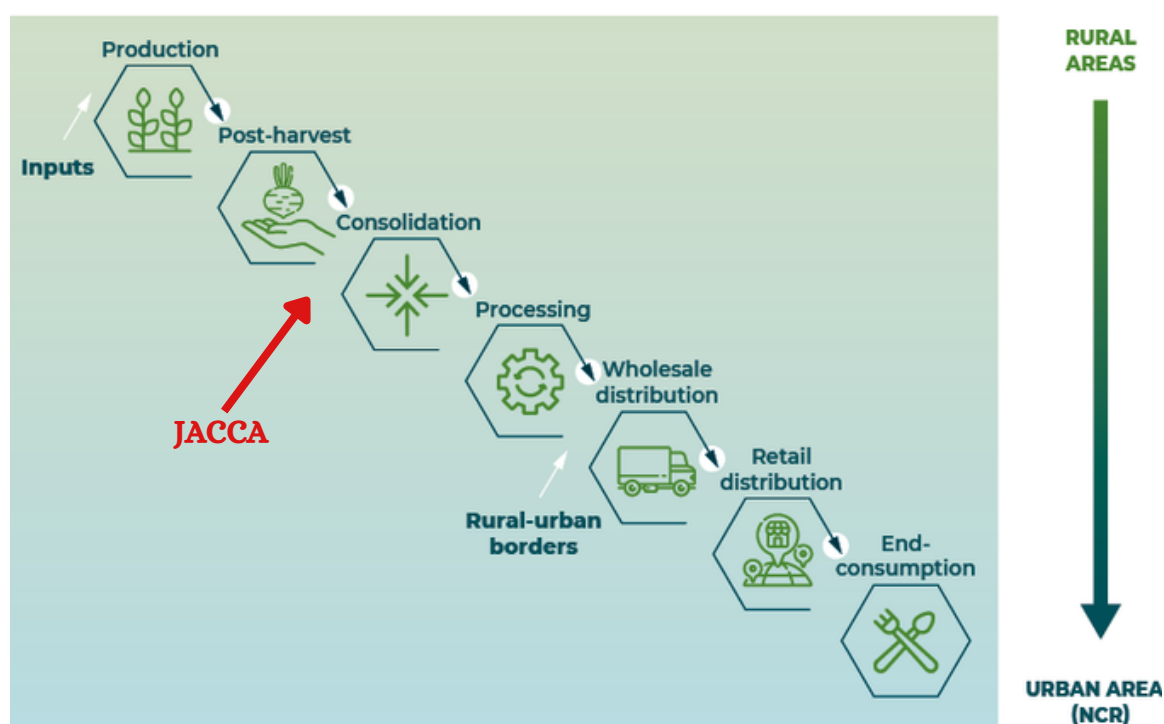 Production
Inputs
Post-harvest
Consolidation
Processing
Wholesale
distribution
JACCA
Retail
distribution
Rural-urban
borders
End-
consumption
RURAL
AREAS
URBAN AREA
(NCR)